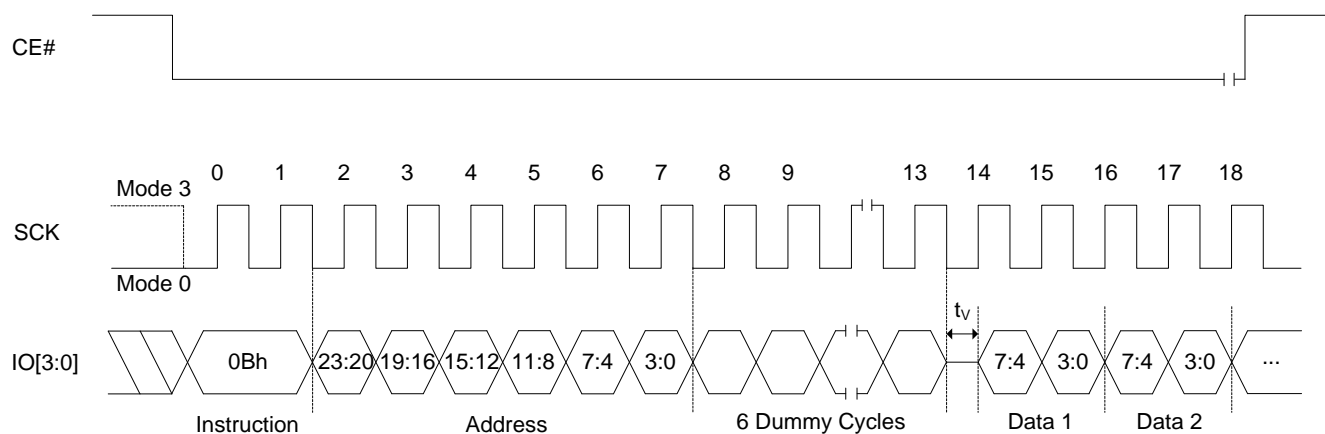 CE#
0 1 2 3 4 5 6 7 8 9 13 14 15 16 17 18
Mode 3
SCK
Mode 0
tV
IO[3:0] 0Bh 23:20 19:16 15:12 11:8 7:4 3:0 7:4 3:0 7:4 3:0 ...
Instruction Address 6 Dummy Cycles Data 1 Data 2